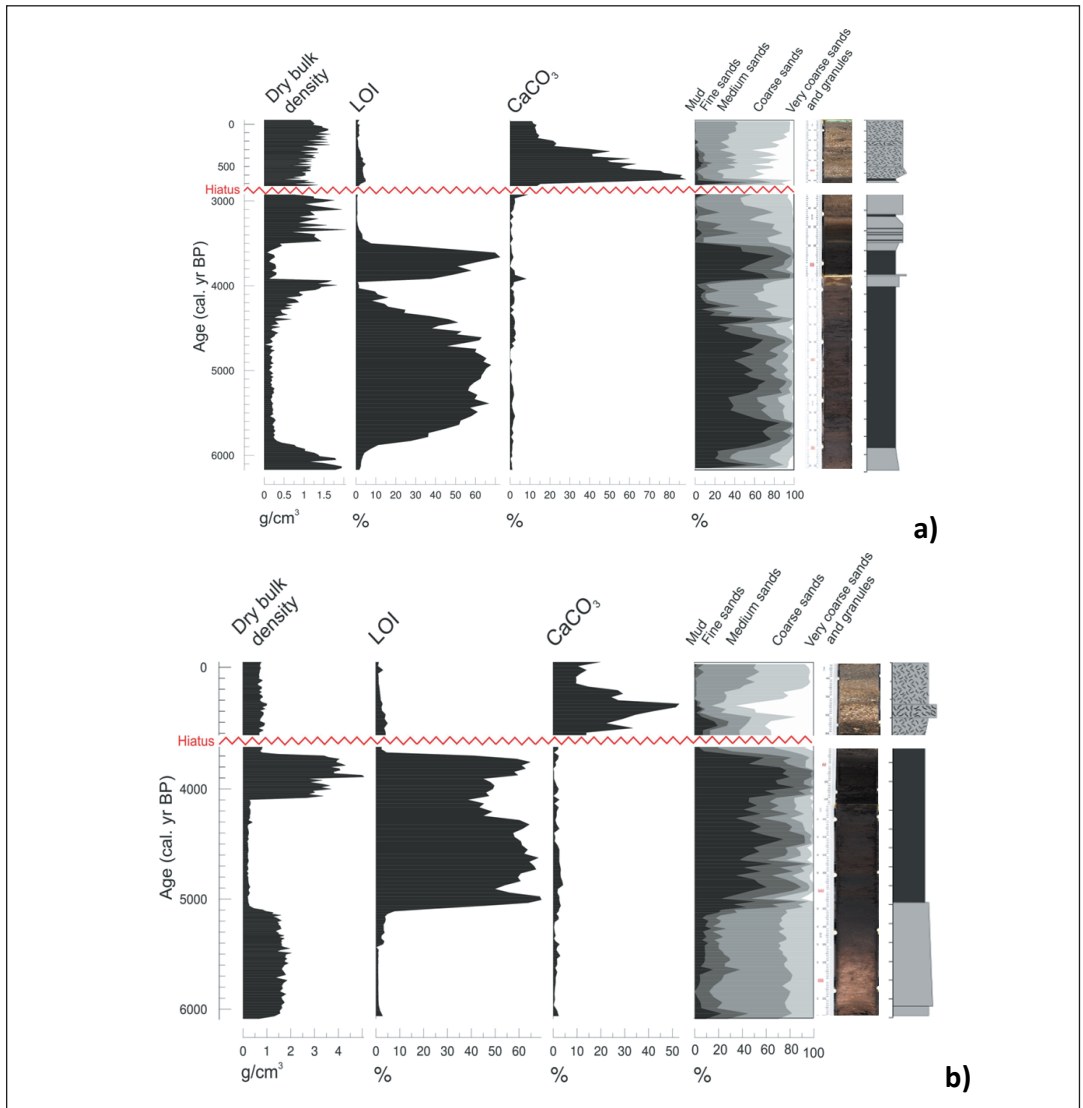 Dry bulk
density
LOI
CaCO3
Mud
Fine sands
Medium sands
Coarse sands
Very coarse sands
and granules
0
500
Hiatus
3000
4000
5000
6000
Age (cal. yr BP)
0 0.5 1 1.5
g/cm3
0 10 20 30 40 50 60
%
0 10 20 30 40 50 60 70 80
%
0 20 40 60 80 100
%
a)
Dry bulk
density
LOI
CaCO3
Mud
Fine sands
Medium sands
Coarse sands
Very coarse sands
and granules
0
Hiatus
4000
5000
6000
Age (cal. yr BP)
0 1 2 3 4
g/cm3
0 10 20 30 40 50 60
%
0 10 20 30 40 50
%
0 20 40 60 80 100
%
b)